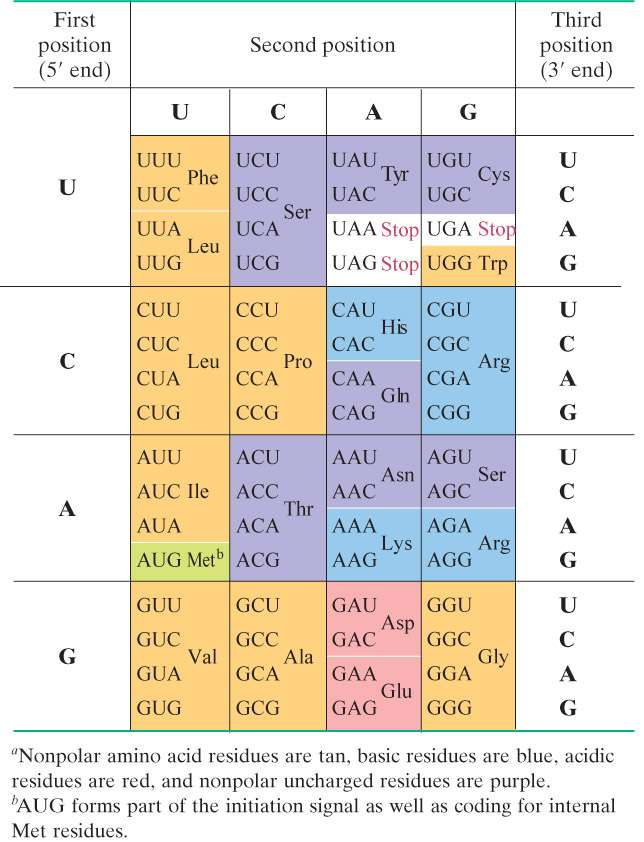 First position (5′ end) Second position Third position (3′ end)
U C A G
U
UUU UCU UAU UGU U
Phe Tyr Cys
UUC UCC UAC UGC C
Ser
UUA UCA UAA Stop UGA Stop A
Leu
UUG UCG UAG Stop UGG Trp G
C
CUU CCU CAU CGU U
His
CUC CCC CAC CGC C
Leu Pro Arg
CUA CCA CAA CGA A
Gln
CUG CCG CAG CGG G
A
AUU ACU AAU AGU U
Asn Ser
AUC Ile ACC AAC AGC C
Thr
AUA ACA AAA AGA A
Lys Arg
AUG Metᵇ ACG AAG AGG G
G
GUU GCU GAU GGU U
Asp
GUC GCC GAC GGC C
Val Ala Gly
GUA GCA GAA GGA A
Glu
GUG GCG GAG GGG G
ᵃNonpolar amino acid residues are tan, basic residues are blue, acidic
residues are red, and nonpolar uncharged residues are purple.
ᵇAUG forms part of the initiation signal as well as coding for internal
Met residues.